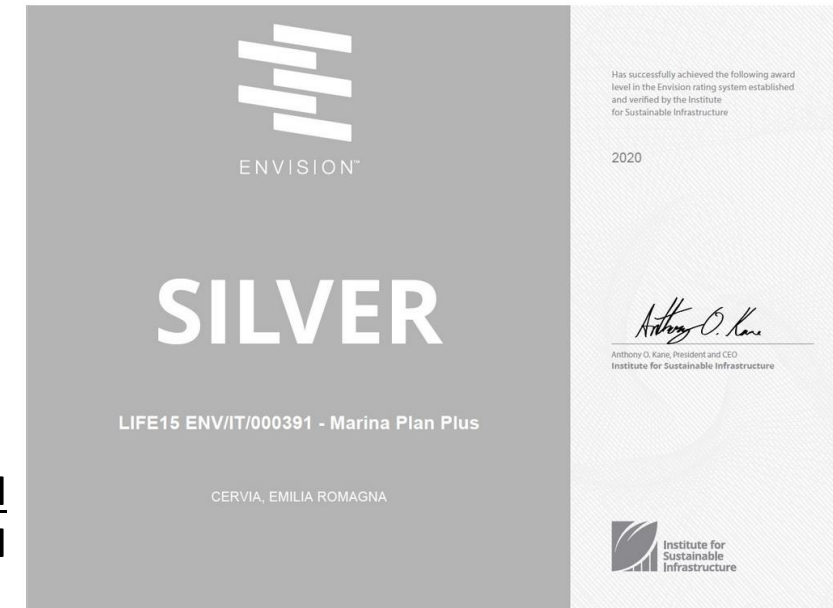 ENVISION™
SILVER
LIFE15 ENV/IT/000391 - Marina Plan Plus
CERVIA, EMILIA ROMAGNA
Has successfully achieved the following award
level in the Envision rating system established
and verified by the Institute
for Sustainable Infrastructure
2020
Anthony O. Kane
Anthony O. Kane, President and CEO
Institute for Sustainable Infrastructure
Institute for
Sustainable
Infrastructure